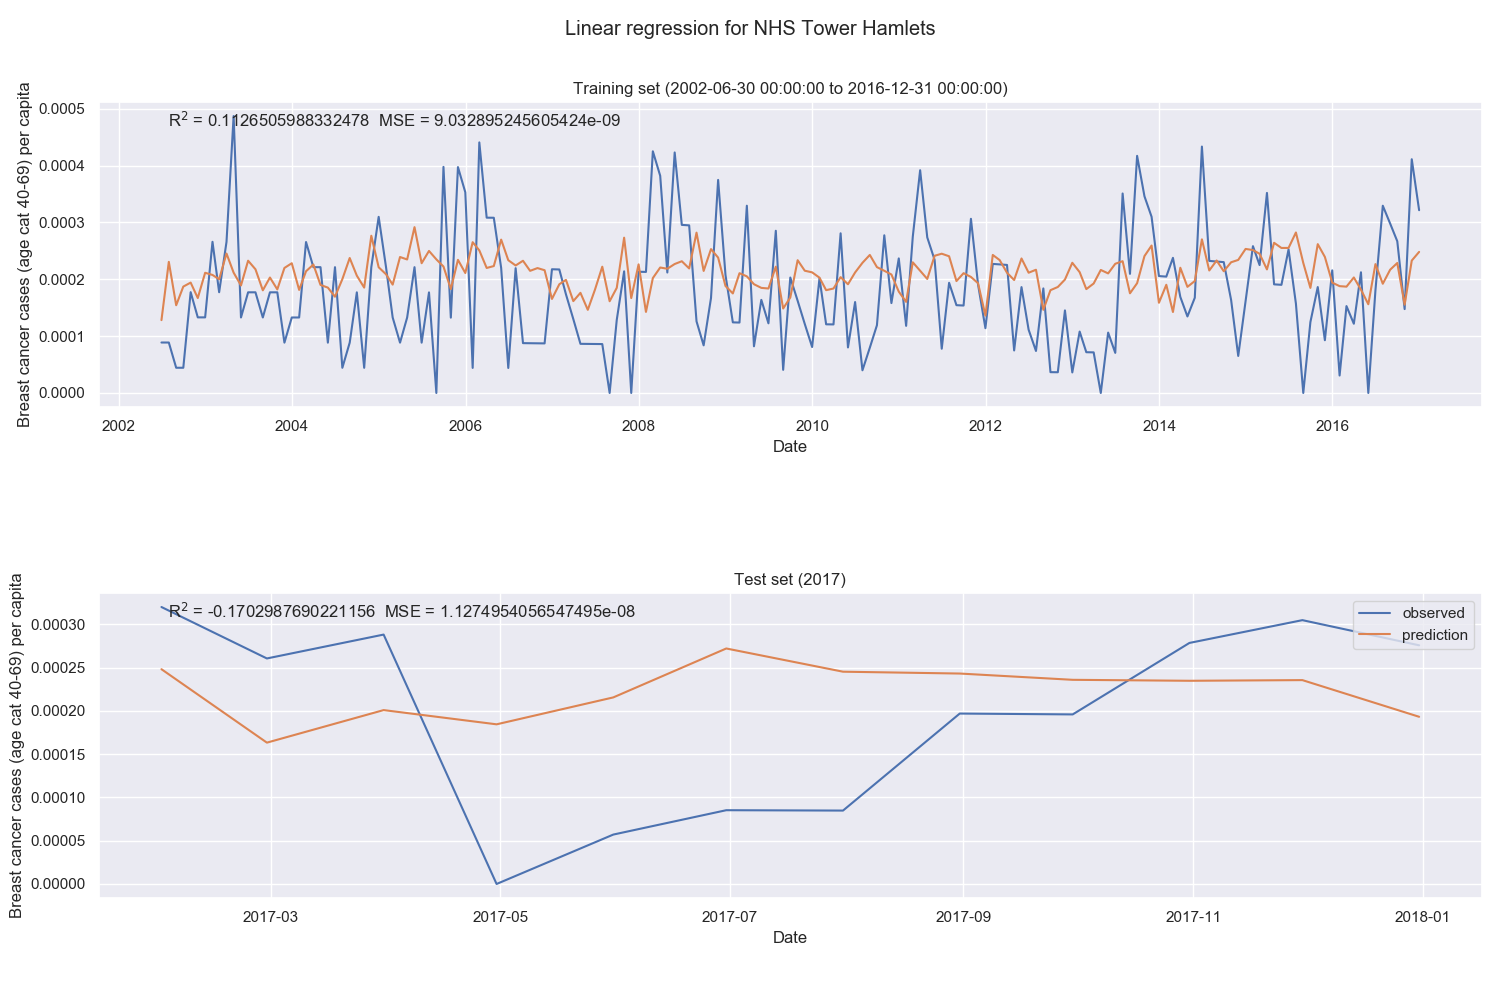 Linear regression for NHS Tower Hamlets
Training set (2002-06-30 00:00:00 to 2016-12-31 00:00:00)
R² = 0.1126505988332478  MSE = 9.032895245605424e-09
Breast cancer cases (age cat 40-69) per capita
0.0005
0.0004
0.0003
0.0002
0.0001
0.0000
2002 2004 2006 2008 2010 2012 2014 2016
Date
Test set (2017)
R² = -0.1702987690221156  MSE = 1.1274954056547495e-08
observed
prediction
Breast cancer cases (age cat 40-69) per capita
0.00030
0.00025
0.00020
0.00015
0.00010
0.00005
0.00000
2017-03 2017-05 2017-07 2017-09 2017-11 2018-01
Date